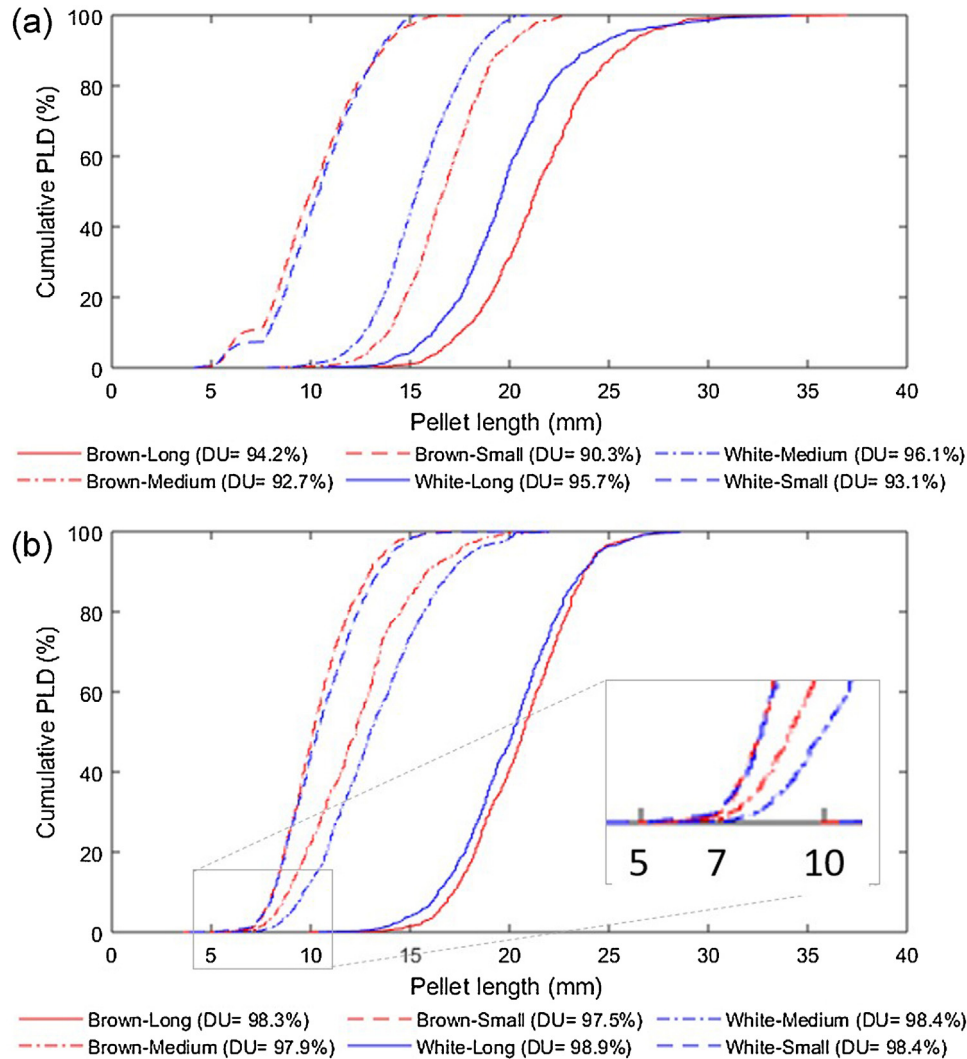 (a)
Cumulative PLD (%)
100
80
60
40
20
0
0 5 10 15 20 25 30 35 40
Pellet length (mm)
Brown-Long (DU= 94.2%) Brown-Small (DU= 90.3%) White-Medium (DU= 96.1%)
Brown-Medium (DU= 92.7%) White-Long (DU= 95.7%) White-Small (DU= 93.1%)
(b)
Cumulative PLD (%)
100
80
60
40
20
0
5 7 10
0 5 10 15 20 25 30 35 40
Pellet length (mm)
Brown-Long (DU= 98.3%) Brown-Small (DU= 97.5%) White-Medium (DU= 98.4%)
Brown-Medium (DU= 97.9%) White-Long (DU= 98.9%) White-Small (DU= 98.4%)